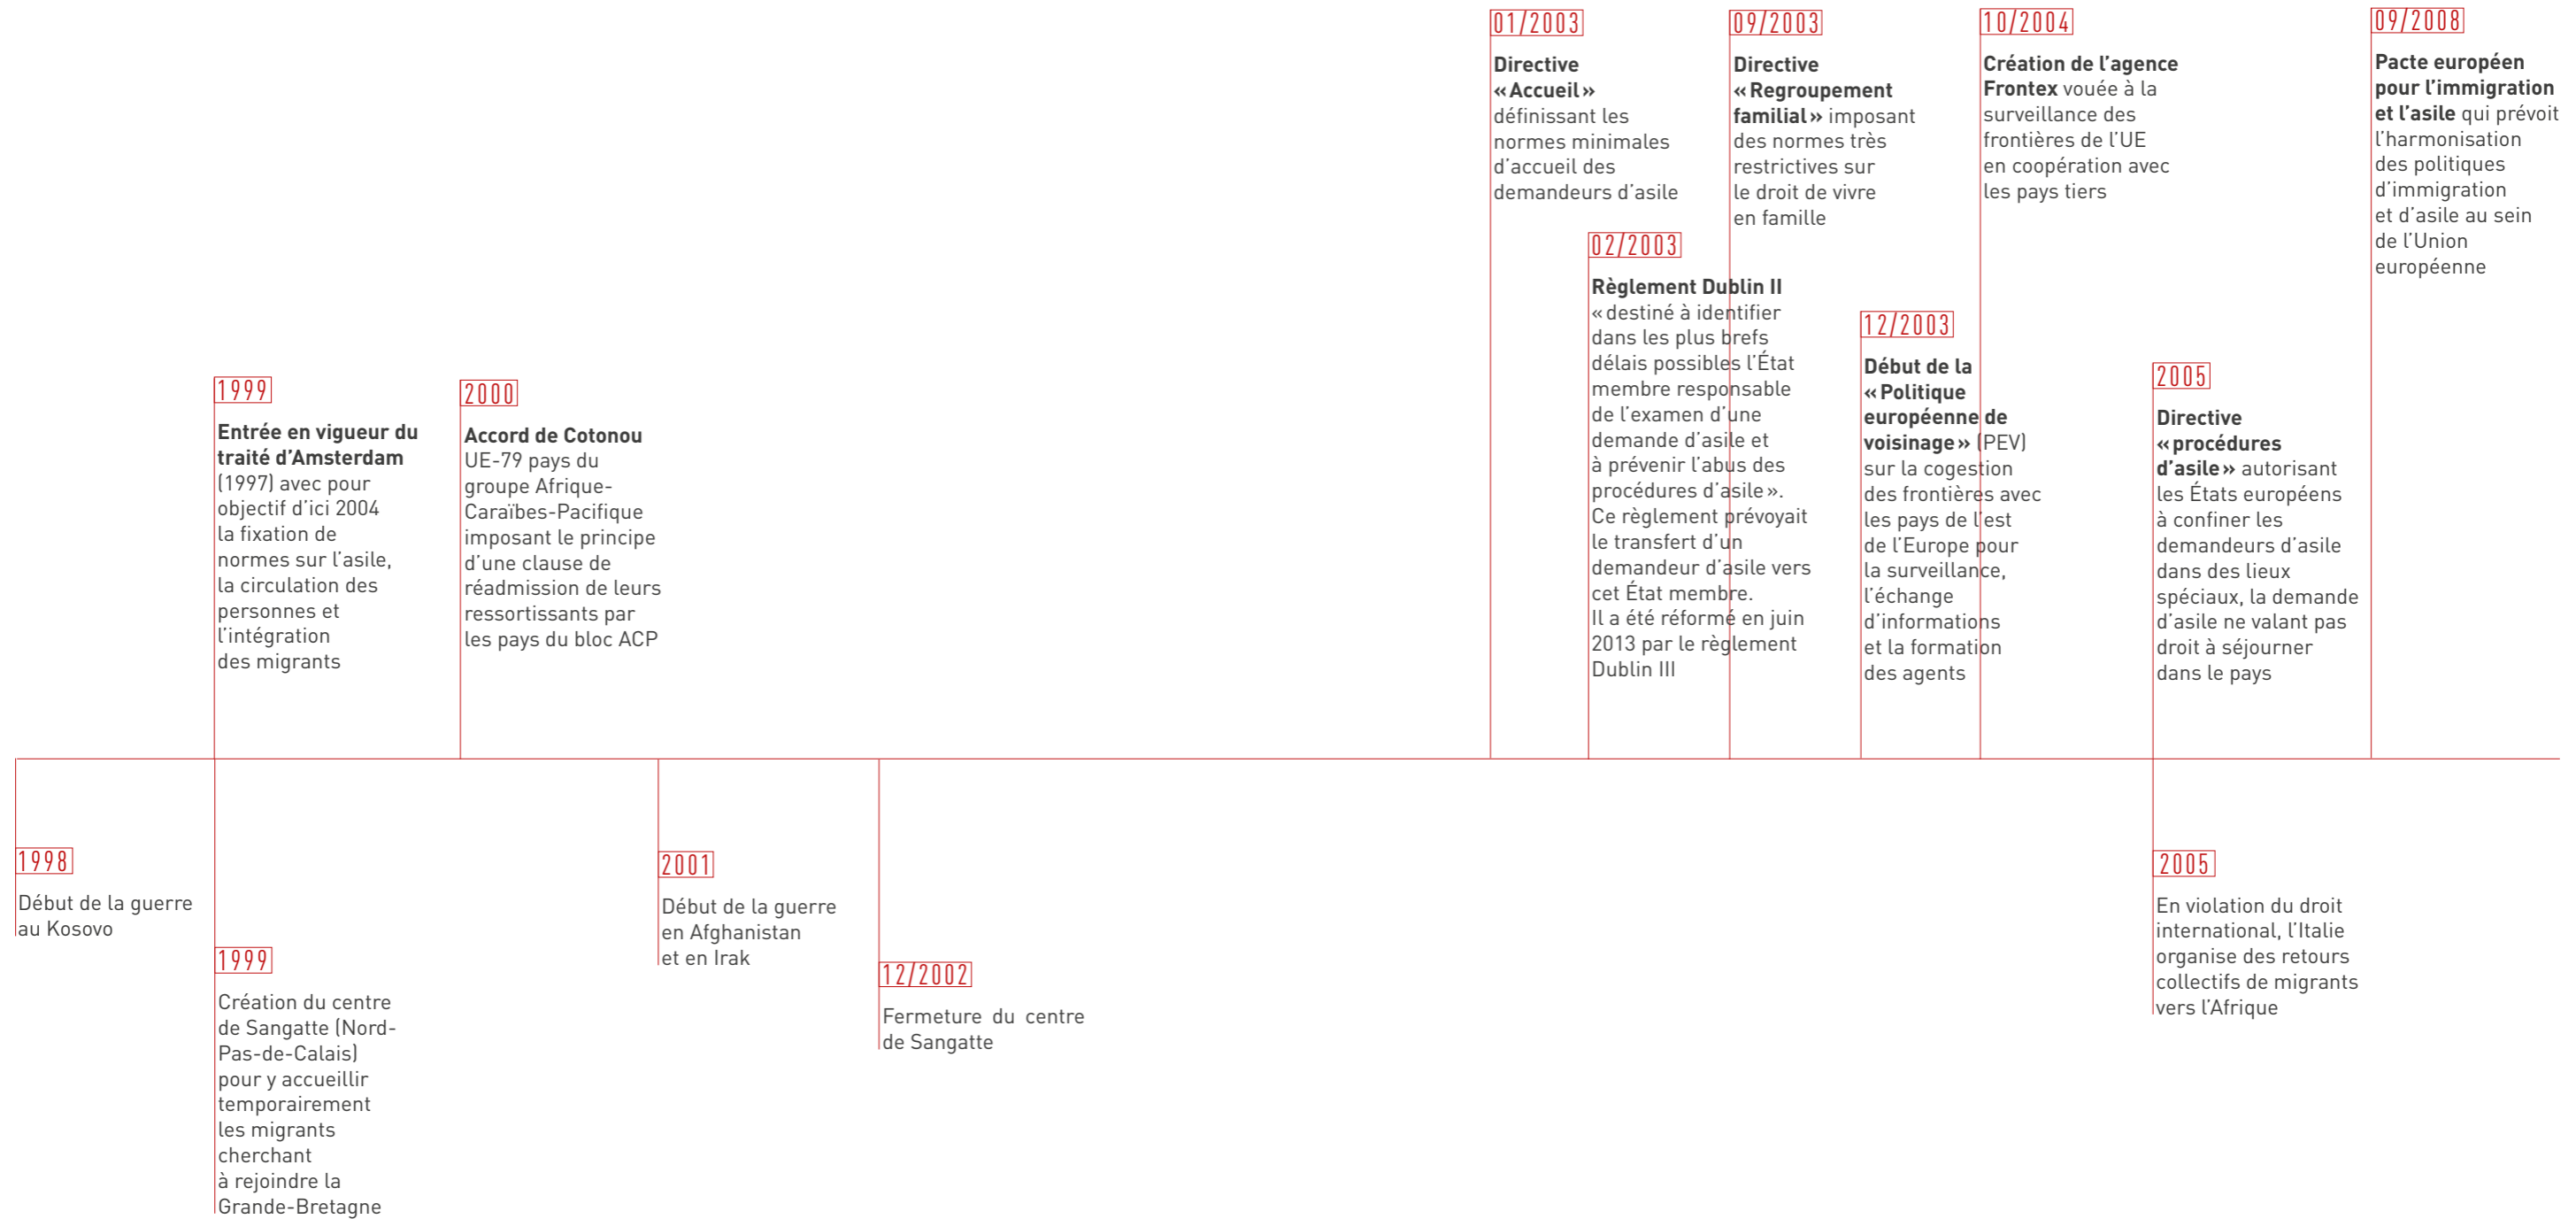 1999
Entrée en vigueur du
traité d’Amsterdam
(1997) avec pour
objectif d’ici 2004
la fixation de
normes sur l’asile,
la circulation des
personnes et
l’intégration
des migrants
2000
Accord de Cotonou
UE-79 pays du
groupe Afrique-
Caraïbes-Pacifique
imposant le principe
d’une clause de
réadmission de leurs
ressortissants par
les pays du bloc ACP
01/2003
Directive
« Accueil »
définissant les
normes minimales
d’accueil des
demandeurs d’asile
02/2003
Règlement Dublin II
« destiné à identifier
dans les plus brefs
délais possibles l’État
membre responsable
de l’examen d’une
demande d’asile et
à prévenir l’abus des
procédures d’asile ».
Ce règlement prévoyait
le transfert d’un
demandeur d’asile vers
cet État membre.
Il a été réformé en juin
2013 par le règlement
Dublin III
09/2003
Directive
« Regroupement
familial » imposant
des normes très
restrictives sur
le droit de vivre
en famille
12/2003
Début de la
« Politique
européenne de
voisinage » (PEV)
sur la cogestion
des frontières avec
les pays de l’est
de l’Europe pour
la surveillance,
l’échange
d’informations
et la formation
des agents
10/2004
Création de l’agence
Frontex vouée à la
surveillance des
frontières de l’UE
en coopération avec
les pays tiers
2005
Directive
« procédures
d’asile » autorisant
les États européens
à confiner les
demandeurs d’asile
dans des lieux
spéciaux, la demande
d’asile ne valant pas
droit à séjourner
dans le pays
09/2008
Pacte européen
pour l’immigration
et l’asile qui prévoit
l’harmonisation
des politiques
d’immigration
et d’asile au sein
de l’Union
européenne
1998
Début de la guerre
au Kosovo
1999
Création du centre
de Sangatte (Nord-
Pas-de-Calais)
pour y accueillir
temporairement
les migrants
cherchant
à rejoindre la
Grande-Bretagne
2001
Début de la guerre
en Afghanistan
et en Irak
12/2002
Fermeture du centre
de Sangatte
2005
En violation du droit
international, l’Italie
organise des retours
collectifs de migrants
vers l’Afrique